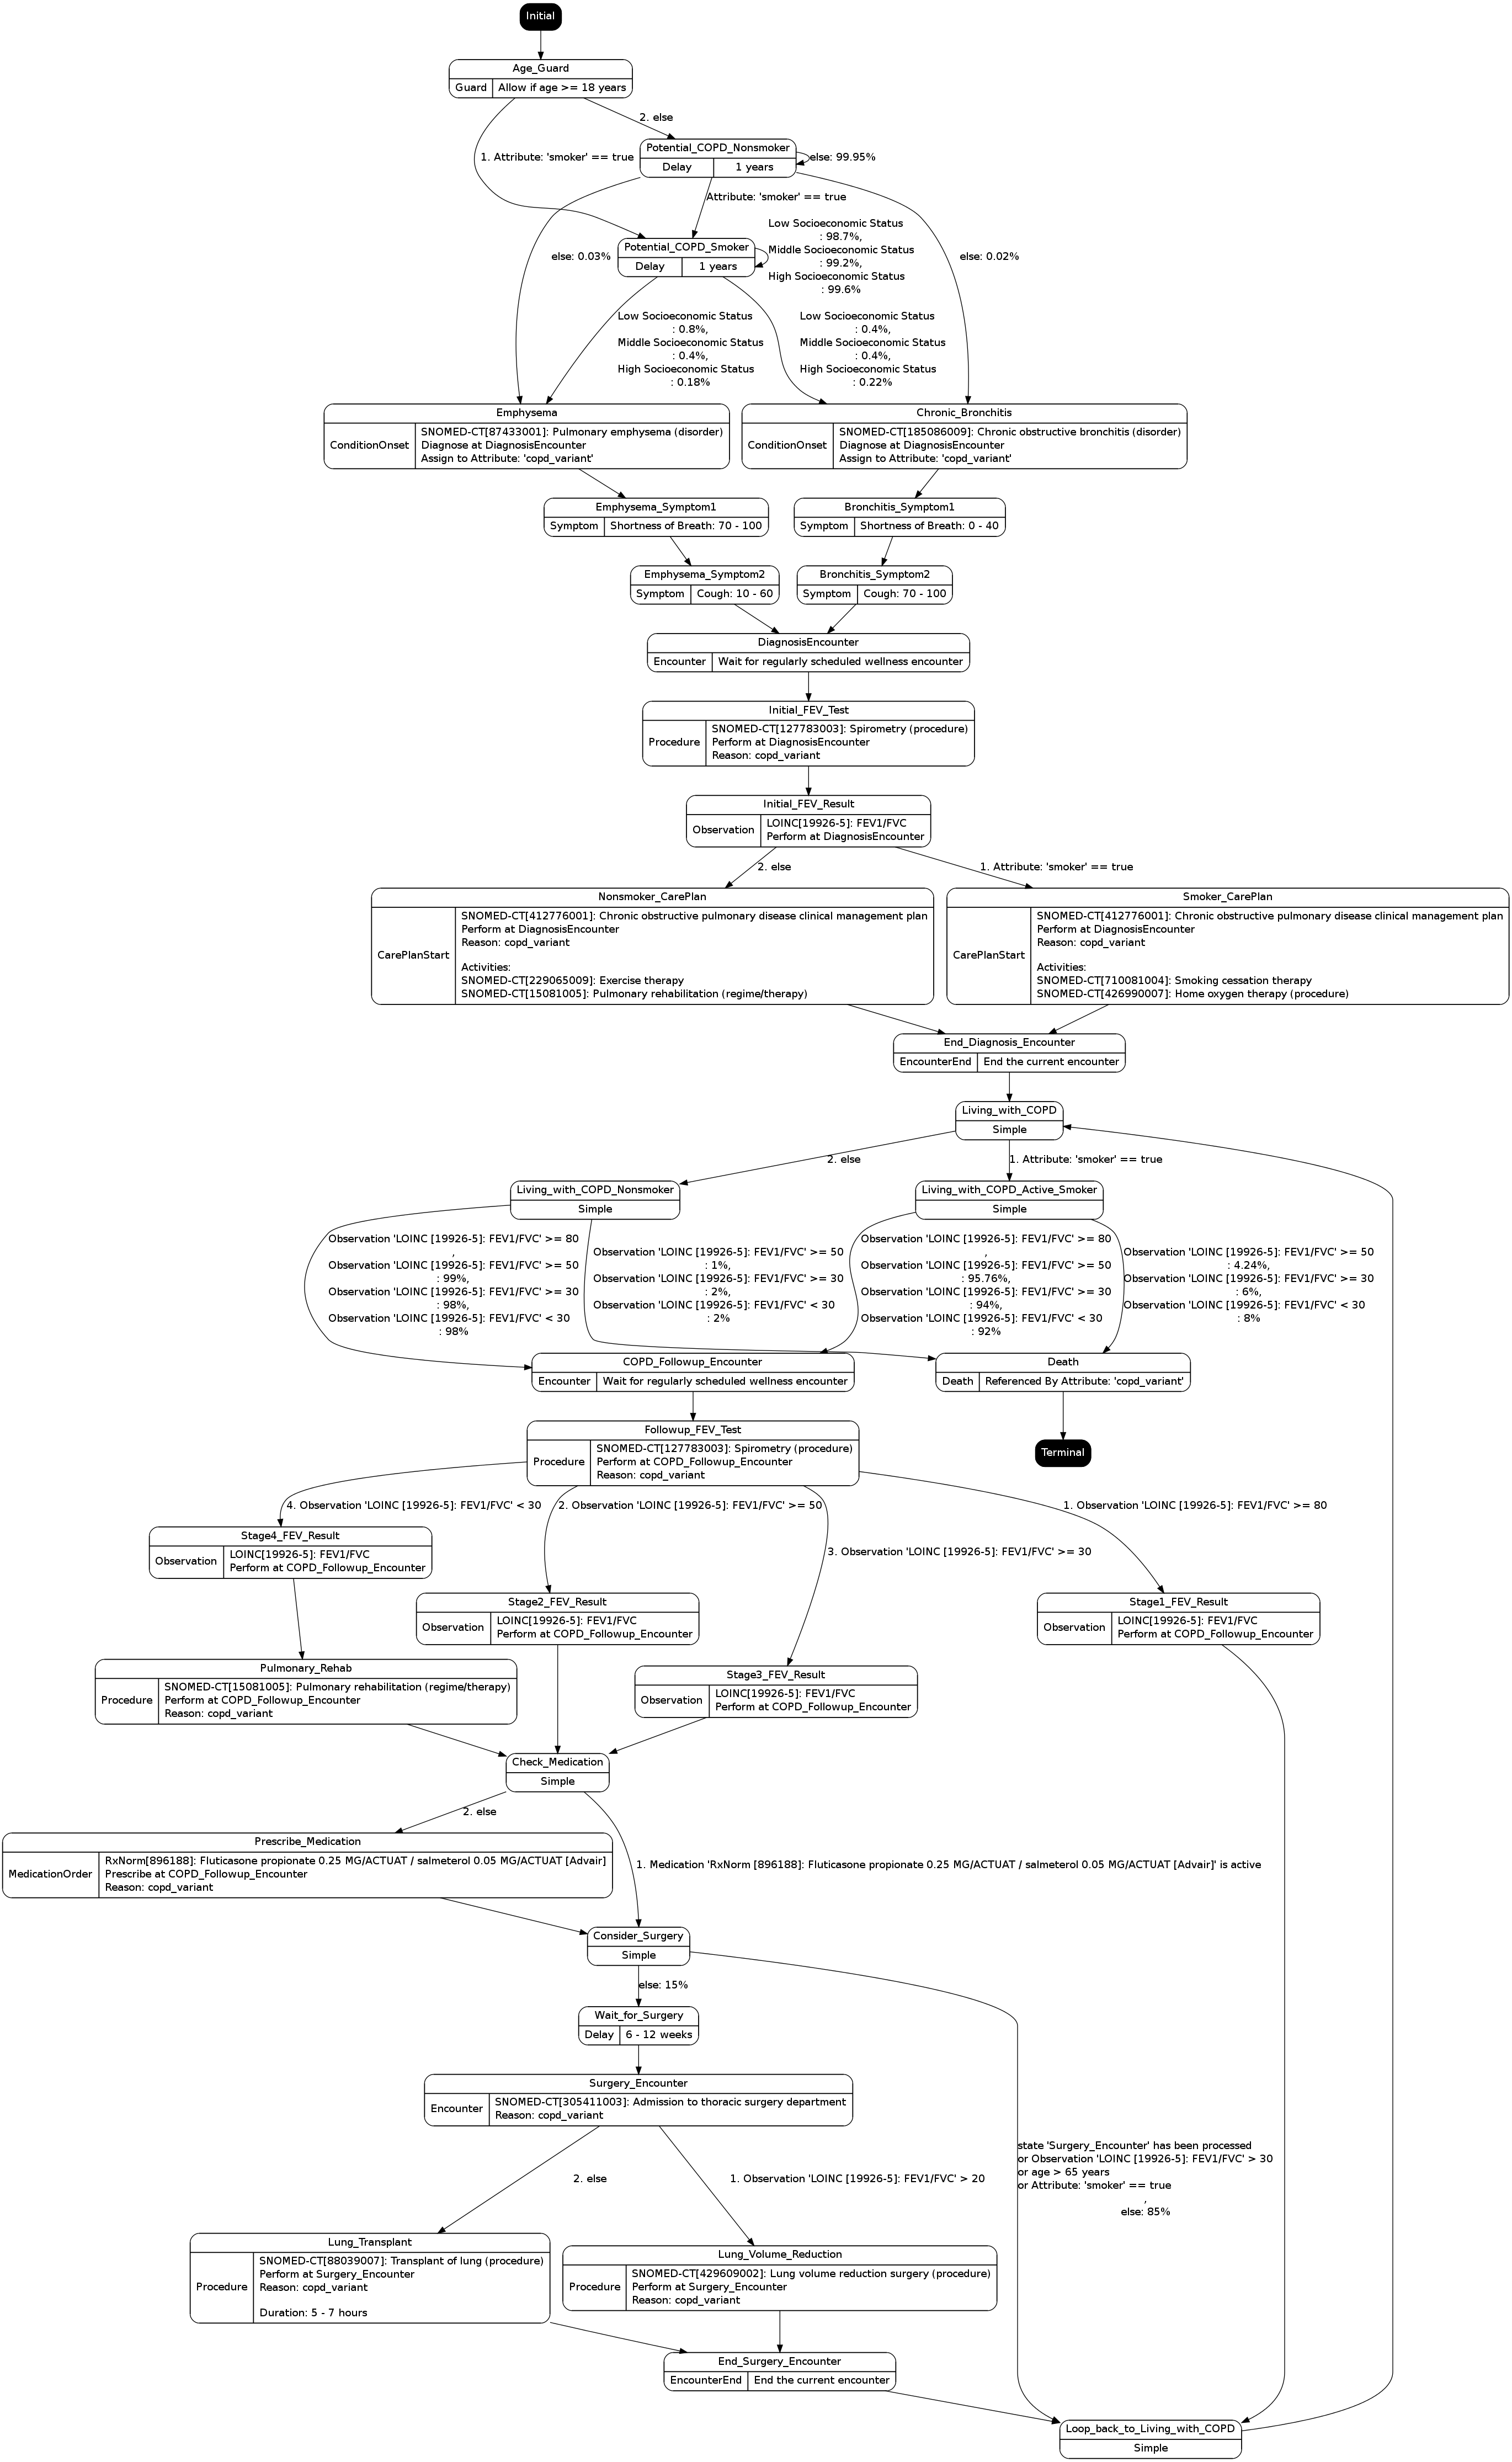 Initial
Age_Guard
Guard
Allow if age >= 18 years
2. else
1. Attribute: 'smoker' == true
Potential_COPD_Nonsmoker
Delay
1 years
else: 99.95%
Attribute: 'smoker' == true
else: 0.03%
else: 0.02%
Potential_COPD_Smoker
Delay
1 years
Low Socioeconomic Status
: 98.7%,
Middle Socioeconomic Status
: 99.2%,
High Socioeconomic Status
: 99.6%
Low Socioeconomic Status
: 0.8%,
Middle Socioeconomic Status
: 0.4%,
High Socioeconomic Status
: 0.18%
Low Socioeconomic Status
: 0.4%,
Middle Socioeconomic Status
: 0.4%,
High Socioeconomic Status
: 0.22%
Emphysema
ConditionOnset
SNOMED-CT[87433001]: Pulmonary emphysema (disorder)
Diagnose at DiagnosisEncounter
Assign to Attribute: 'copd_variant'
Chronic_Bronchitis
ConditionOnset
SNOMED-CT[185086009]: Chronic obstructive bronchitis (disorder)
Diagnose at DiagnosisEncounter
Assign to Attribute: 'copd_variant'
Emphysema_Symptom1
Symptom
Shortness of Breath: 70 - 100
Bronchitis_Symptom1
Symptom
Shortness of Breath: 0 - 40
Emphysema_Symptom2
Symptom
Cough: 10 - 60
Bronchitis_Symptom2
Symptom
Cough: 70 - 100
DiagnosisEncounter
Encounter
Wait for regularly scheduled wellness encounter
Initial_FEV_Test
Procedure
SNOMED-CT[127783003]: Spirometry (procedure)
Perform at DiagnosisEncounter
Reason: copd_variant
Initial_FEV_Result
Observation
LOINC[19926-5]: FEV1/FVC
Perform at DiagnosisEncounter
2. else
1. Attribute: 'smoker' == true
Nonsmoker_CarePlan
CarePlanStart
SNOMED-CT[412776001]: Chronic obstructive pulmonary disease clinical management plan
Perform at DiagnosisEncounter
Reason: copd_variant
Activities:
SNOMED-CT[229065009]: Exercise therapy
SNOMED-CT[15081005]: Pulmonary rehabilitation (regime/therapy)
Smoker_CarePlan
CarePlanStart
SNOMED-CT[412776001]: Chronic obstructive pulmonary disease clinical management plan
Perform at DiagnosisEncounter
Reason: copd_variant
Activities:
SNOMED-CT[710081004]: Smoking cessation therapy
SNOMED-CT[426990007]: Home oxygen therapy (procedure)
End_Diagnosis_Encounter
EncounterEnd
End the current encounter
Living_with_COPD
Simple
2. else
1. Attribute: 'smoker' == true
Living_with_COPD_Nonsmoker
Simple
Living_with_COPD_Active_Smoker
Simple
Observation 'LOINC [19926-5]: FEV1/FVC' >= 80
,
Observation 'LOINC [19926-5]: FEV1/FVC' >= 50
: 99%,
Observation 'LOINC [19926-5]: FEV1/FVC' >= 30
: 98%,
Observation 'LOINC [19926-5]: FEV1/FVC' < 30
: 98%
Observation 'LOINC [19926-5]: FEV1/FVC' >= 50
: 1%,
Observation 'LOINC [19926-5]: FEV1/FVC' >= 30
: 2%,
Observation 'LOINC [19926-5]: FEV1/FVC' < 30
: 2%
Observation 'LOINC [19926-5]: FEV1/FVC' >= 80
,
Observation 'LOINC [19926-5]: FEV1/FVC' >= 50
: 95.76%,
Observation 'LOINC [19926-5]: FEV1/FVC' >= 30
: 94%,
Observation 'LOINC [19926-5]: FEV1/FVC' < 30
: 92%
Observation 'LOINC [19926-5]: FEV1/FVC' >= 50
: 4.24%,
Observation 'LOINC [19926-5]: FEV1/FVC' >= 30
: 6%,
Observation 'LOINC [19926-5]: FEV1/FVC' < 30
: 8%
COPD_Followup_Encounter
Encounter
Wait for regularly scheduled wellness encounter
Death
Death
Referenced By Attribute: 'copd_variant'
Followup_FEV_Test
Procedure
SNOMED-CT[127783003]: Spirometry (procedure)
Perform at COPD_Followup_Encounter
Reason: copd_variant
Terminal
4. Observation 'LOINC [19926-5]: FEV1/FVC' < 30
2. Observation 'LOINC [19926-5]: FEV1/FVC' >= 50
1. Observation 'LOINC [19926-5]: FEV1/FVC' >= 80
3. Observation 'LOINC [19926-5]: FEV1/FVC' >= 30
Stage4_FEV_Result
Observation
LOINC[19926-5]: FEV1/FVC
Perform at COPD_Followup_Encounter
Stage2_FEV_Result
Observation
LOINC[19926-5]: FEV1/FVC
Perform at COPD_Followup_Encounter
Stage1_FEV_Result
Observation
LOINC[19926-5]: FEV1/FVC
Perform at COPD_Followup_Encounter
Pulmonary_Rehab
Procedure
SNOMED-CT[15081005]: Pulmonary rehabilitation (regime/therapy)
Perform at COPD_Followup_Encounter
Reason: copd_variant
Stage3_FEV_Result
Observation
LOINC[19926-5]: FEV1/FVC
Perform at COPD_Followup_Encounter
Check_Medication
Simple
2. else
1. Medication 'RxNorm [896188]: Fluticasone propionate 0.25 MG/ACTUAT / salmeterol 0.05 MG/ACTUAT [Advair]' is active
Prescribe_Medication
MedicationOrder
RxNorm[896188]: Fluticasone propionate 0.25 MG/ACTUAT / salmeterol 0.05 MG/ACTUAT [Advair]
Prescribe at COPD_Followup_Encounter
Reason: copd_variant
Consider_Surgery
Simple
else: 15%
Wait_for_Surgery
Delay
6 - 12 weeks
Surgery_Encounter
Encounter
SNOMED-CT[305411003]: Admission to thoracic surgery department
Reason: copd_variant
state 'Surgery_Encounter' has been processed
or Observation 'LOINC [19926-5]: FEV1/FVC' > 30
or age > 65 years
or Attribute: 'smoker' == true
,
else: 85%
2. else
1. Observation 'LOINC [19926-5]: FEV1/FVC' > 20
Lung_Transplant
Procedure
SNOMED-CT[88039007]: Transplant of lung (procedure)
Perform at Surgery_Encounter
Reason: copd_variant
Duration: 5 - 7 hours
Lung_Volume_Reduction
Procedure
SNOMED-CT[429609002]: Lung volume reduction surgery (procedure)
Perform at Surgery_Encounter
Reason: copd_variant
End_Surgery_Encounter
EncounterEnd
End the current encounter
Loop_back_to_Living_with_COPD
Simple